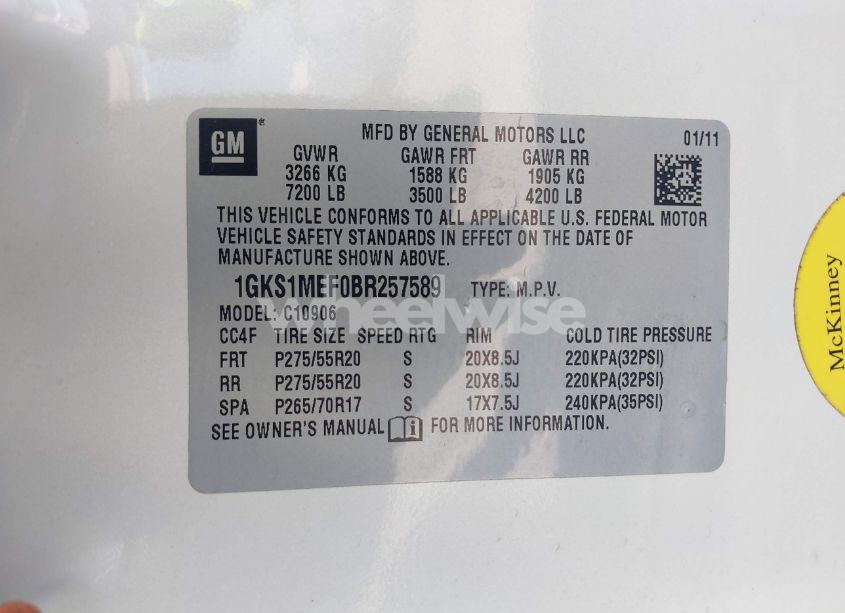 GM
MFD BY GENERAL MOTORS LLC 01/11
GVWR GAWR FRT GAWR RR
3266 KG 1588 KG 1905 KG
7200 LB 3500 LB 4200 LB
THIS VEHICLE CONFORMS TO ALL APPLICABLE U.S. FEDERAL MOTOR
VEHICLE SAFETY STANDARDS IN EFFECT ON THE DATE OF
MANUFACTURE SHOWN ABOVE.
1GKS1MEF0BR257589 TYPE: M.P.V.
wheelwise
MODEL: C10906
CC4F TIRE SIZE SPEED RTG RIM COLD TIRE PRESSURE
FRT P275/55R20 S 20X8.5J 220KPA(32PSI)
RR P275/55R20 S 20X8.5J 220KPA(32PSI)
SPA P265/70R17 S 17X7.5J 240KPA(35PSI)
SEE OWNER'S MANUAL FOR MORE INFORMATION.
McKinney